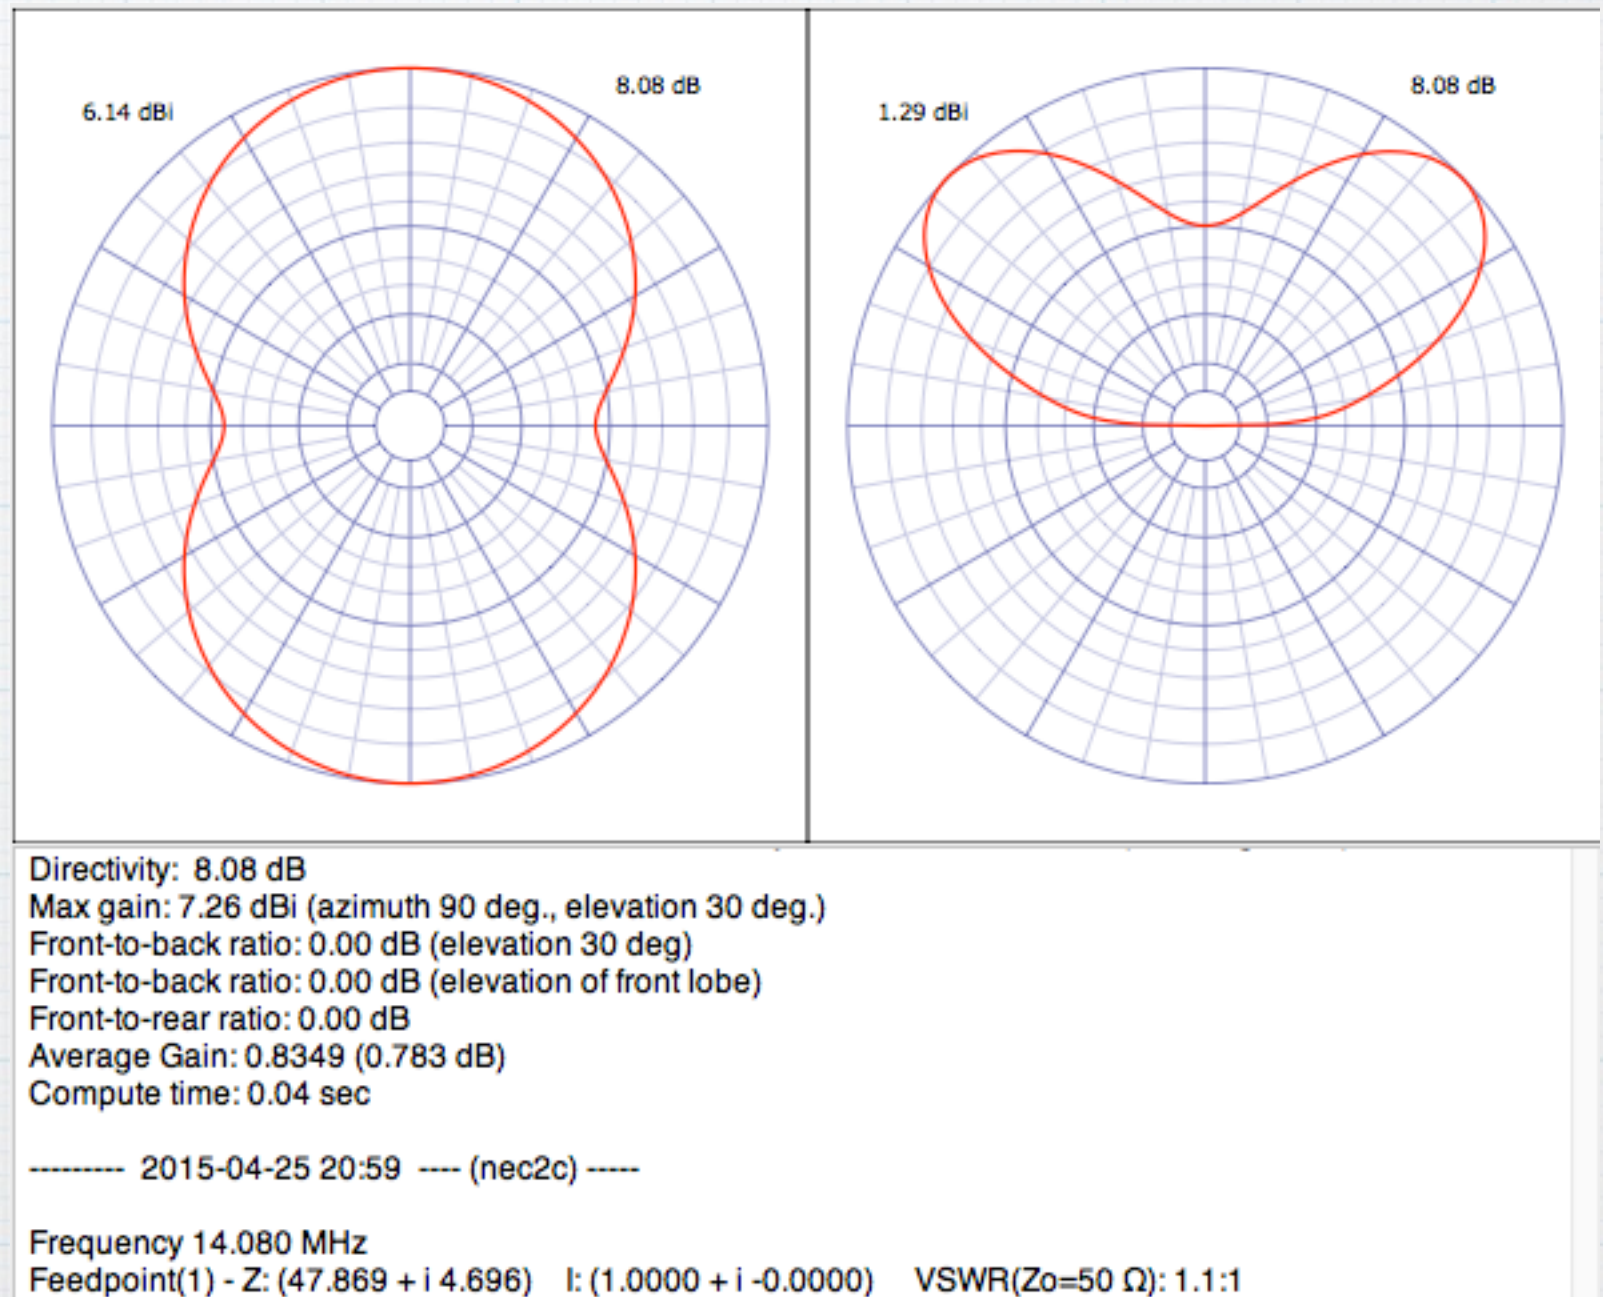 6.14 dBi
8.08 dB
1.29 dBi
8.08 dB
Directivity: 8.08 dB
Max gain: 7.26 dBi (azimuth 90 deg., elevation 30 deg.)
Front-to-back ratio: 0.00 dB (elevation 30 deg)
Front-to-back ratio: 0.00 dB (elevation of front lobe)
Front-to-rear ratio: 0.00 dB
Average Gain: 0.8349 (0.783 dB)
Compute time: 0.04 sec
--------- 2015-04-25 20:59 ---- (nec2c) -----
Frequency 14.080 MHz
Feedpoint(1) - Z: (47.869 + i 4.696) I: (1.0000 + i -0.0000) VSWR(Zo=50 Ω): 1.1:1